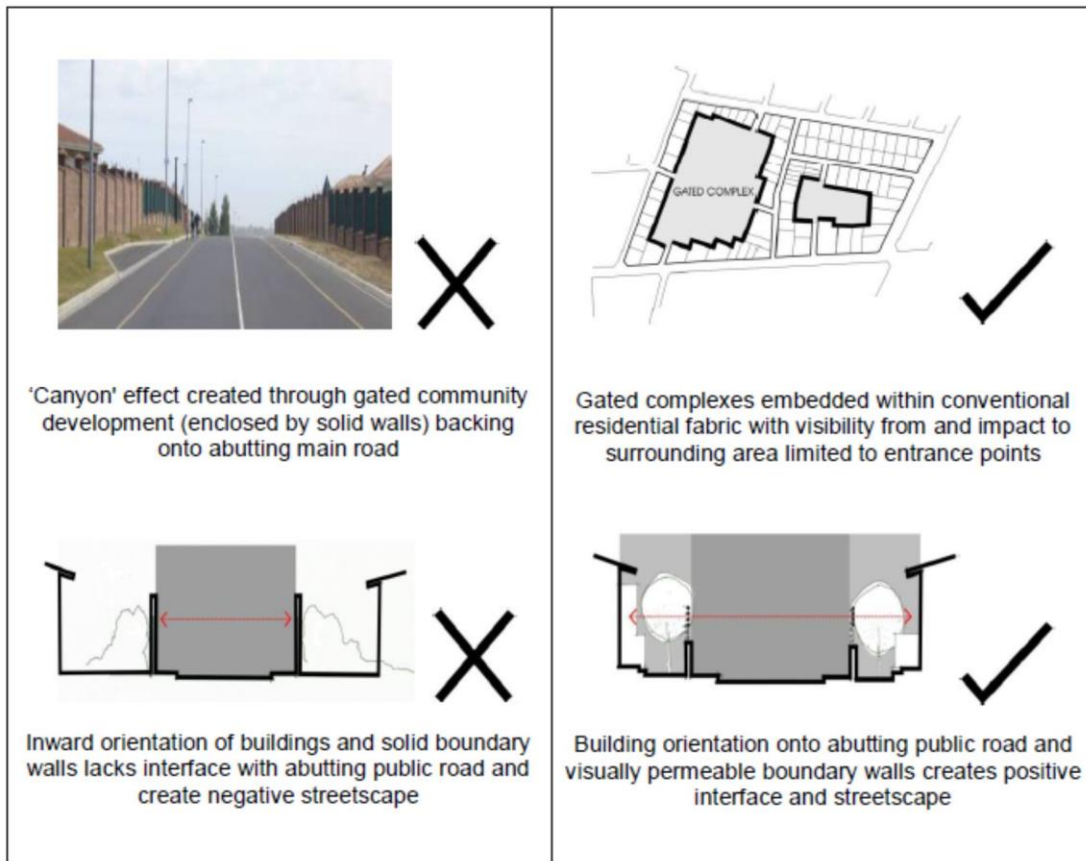 'Canyon' effect created through gated community
development (enclosed by solid walls) backing
onto abutting main road
GATED COMPLEX
Gated complexes embedded within conventional
residential fabric with visibility from and impact to
surrounding area limited to entrance points
Inward orientation of buildings and solid boundary
walls lacks interface with abutting public road and
create negative streetscape
Building orientation onto abutting public road and
visually permeable boundary walls creates positive
interface and streetscape